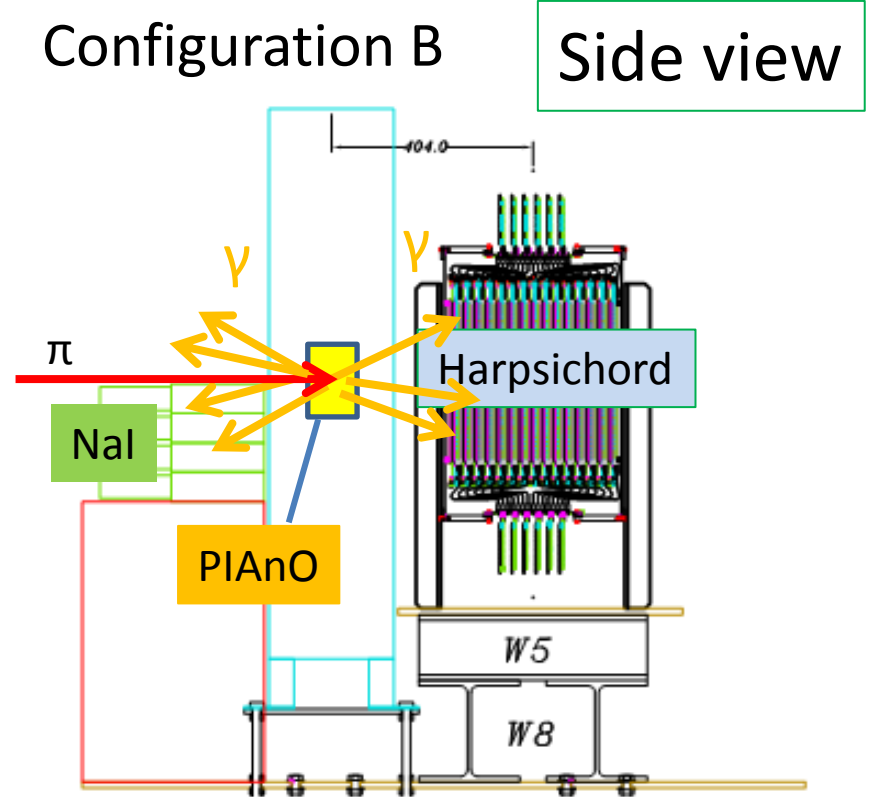 Configuration B
Side view
404.0
γ
γ
π
Harpsichord
NaI
PIAnO
W5
W8